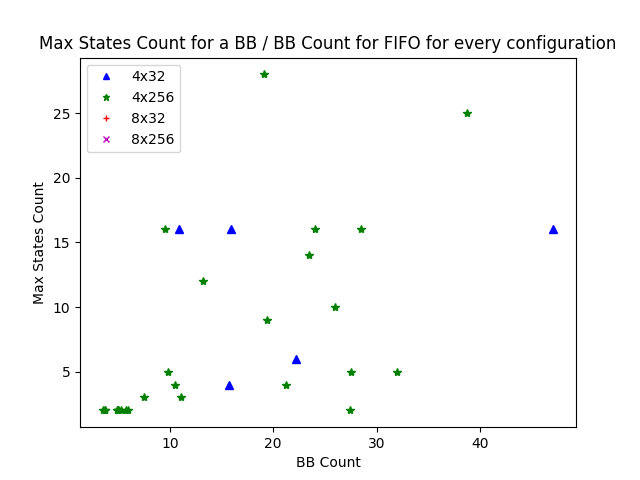 Max States Count for a BB / BB Count for FIFO for every configuration
4x32
4x256
8x32
8x256
25
20
15
10
5
Max States Count
10 20 30 40
BB Count